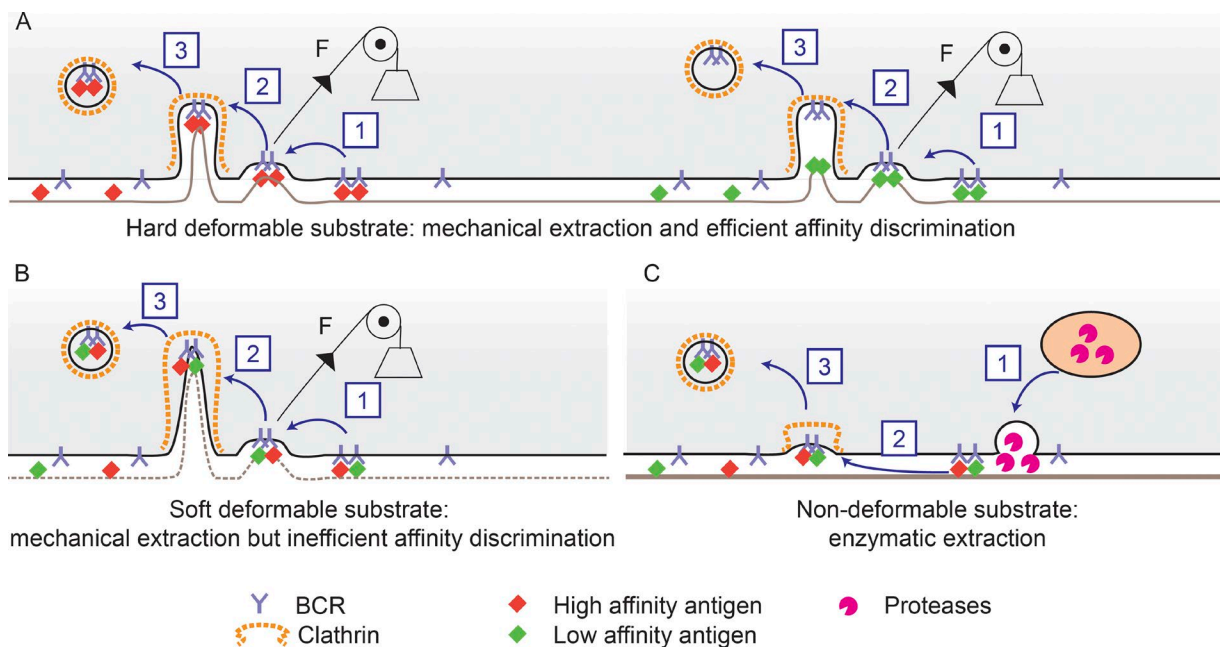 A
3
2
F
1
3
2
F
1
Hard deformable substrate: mechanical extraction and efficient affinity discrimination
B
3
2
F
1
Soft deformable substrate:
mechanical extraction but inefficient affinity discrimination
C
3
2
1
Non-deformable substrate:
enzymatic extraction
BCR
Clathrin
High affinity antigen
Low affinity antigen
Proteases